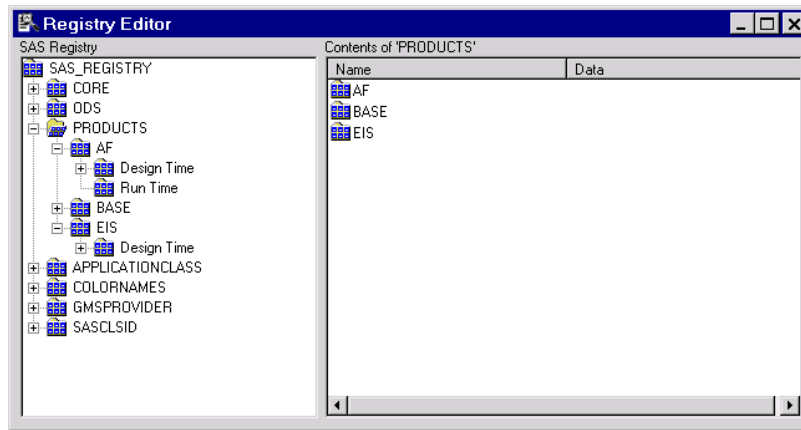 Registry Editor
SAS Registry
SAS_REGISTRY
CORE
ODS
PRODUCTS
AF
Design Time
Run Time
BASE
EIS
Design Time
APPLICATIONCLASS
COLORNAMES
GMSPROVIDER
SASCLSID
Contents of 'PRODUCTS'
Name Data
AF
BASE
EIS